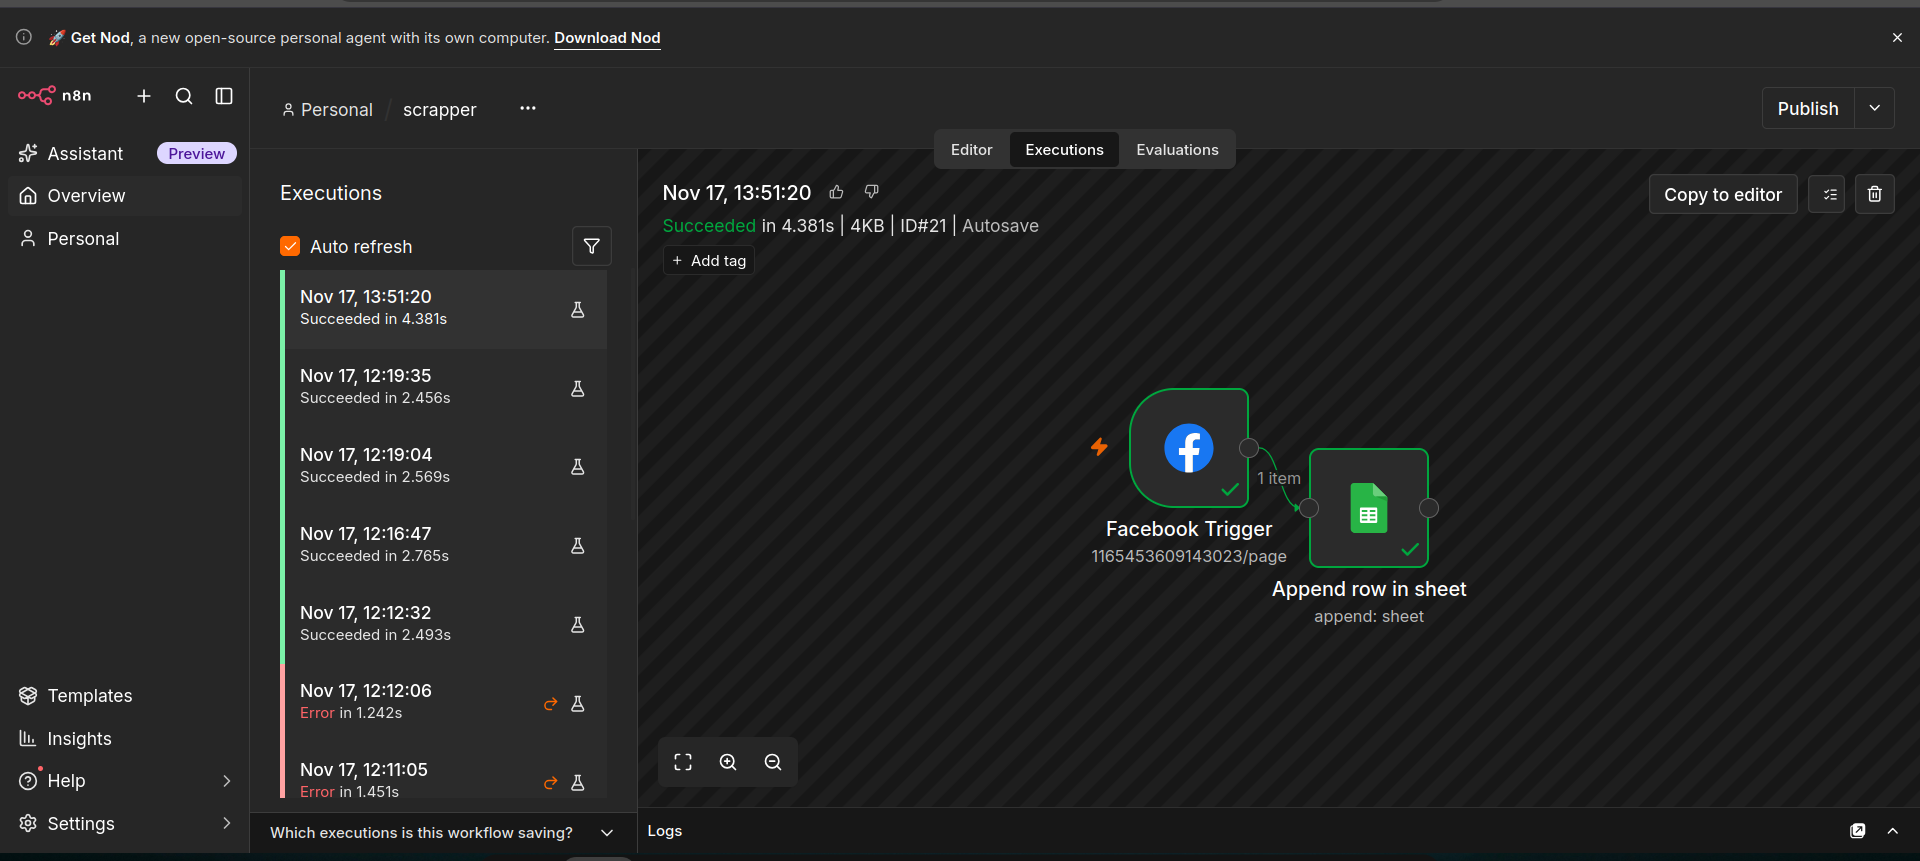 🚀 Get Nod, a new open-source personal agent with its own computer. Download Nod
n8n
Assistant
Preview
Overview
Personal
Templates
Insights
Help
Settings
Personal / scrapper
Publish
Editor
Executions
Evaluations
Executions
Auto refresh
Nov 17, 13:51:20
Succeeded in 4.381s
Nov 17, 12:19:35
Succeeded in 2.456s
Nov 17, 12:19:04
Succeeded in 2.569s
Nov 17, 12:16:47
Succeeded in 2.765s
Nov 17, 12:12:32
Succeeded in 2.493s
Nov 17, 12:12:06
Error in 1.242s
Nov 17, 12:11:05
Error in 1.451s
Which executions is this workflow saving?
Nov 17, 13:51:20
Succeeded in 4.381s | 4KB | ID#21 | Autosave
+ Add tag
Copy to editor
1 item
Facebook Trigger
1165453609143023/page
Append row in sheet
append: sheet
Logs